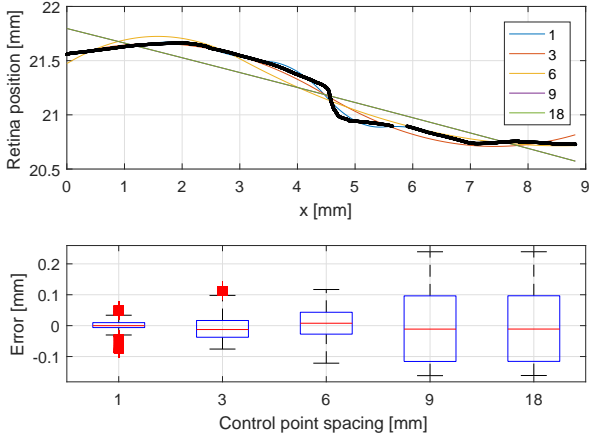 22
21.5
21
20.5
Retina position [mm]
0 1 2 3 4 5 6 7 8 9
x [mm]
1
3
6
9
18
0.2
0.1
0
-0.1
Error [mm]
1 3 6 9 18
Control point spacing [mm]